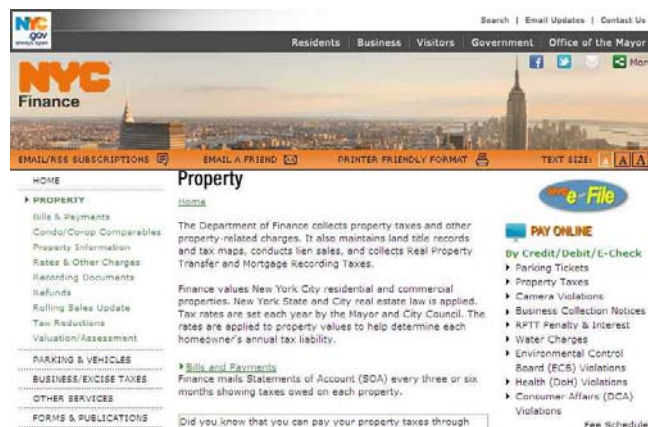 NYC
.gov
always open
Search | Email Updates | Contact Us
Residents Business Visitors Government Office of the Mayor
NYC
Finance
Mor
EMAIL/RSS SUBSCRIPTIONS EMAIL A FRIEND PRINTER FRIENDLY FORMAT TEXT SIZE: A A A
HOME
PROPERTY
Bills & Payments
Condo/Corop Comparables
Property Information
Rates & Other Charges
Recording Documents
Refunds
Rolling Sales Update
Tax Reductions
Valuation/Assessment
PARKING & VEHICLES
BUSINESS/EXCISE TAXES
OTHER SERVICES
FORMS & PUBLICATIONS
Property
Home
The Department of Finance collects property taxes and other
property-related charges. It also maintains land title records
and tax maps, conducts lien sales, and collects Real Property
Transfer and Mortgage Recording Taxes.
Finance values New York City residential and commercial
properties. New York State and City real estate law is applied.
Tax rates are set each year by the Mayor and City Council. The
rates are applied to property values to help determine each
homeowner's annual tax liability.
Bills and Payments
Finance mails Statements of Account (SOA) every three or six
months showing taxes owed on each property.
Did you know that you can pay your property taxes through
NYC e-File
PAY ONLINE
By Credit/Debit/E-Check
Parking Tickets
Property Taxes
Camera Violations
Business Collection Notices
RPTT Penalty & Interest
Water Charges
Environmental Control
Board (ECB) Violations
Health (DoH) Violations
Consumer Affairs (DCA)
Violations
Fee Schedule